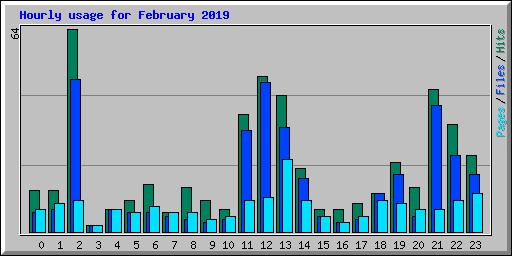 Hourly usage for February 2019
64
Pages/Files/Hits
0 1 2 3 4 5 6 7 8 9 10 11 12 13 14 15 16 17 18 19 20 21 22 23